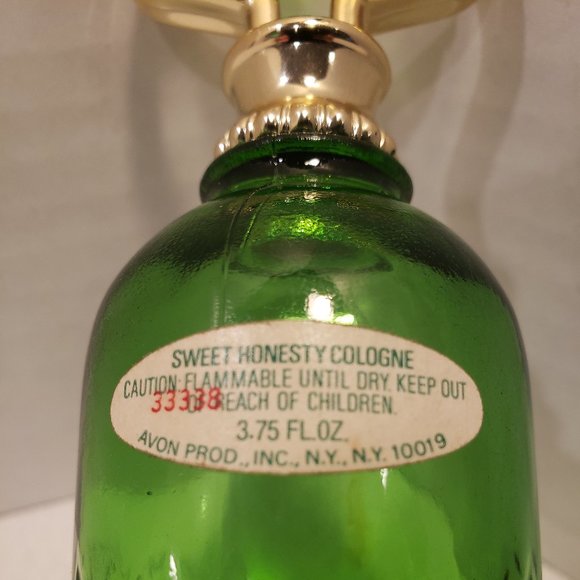 SWEET HONESTY COLOGNE
CAUTION: FLAMMABLE UNTIL DRY. KEEP OUT
33338 OF REACH OF CHILDREN.
3.75 FL.OZ.
AVON PROD., INC., N.Y., N.Y. 10019